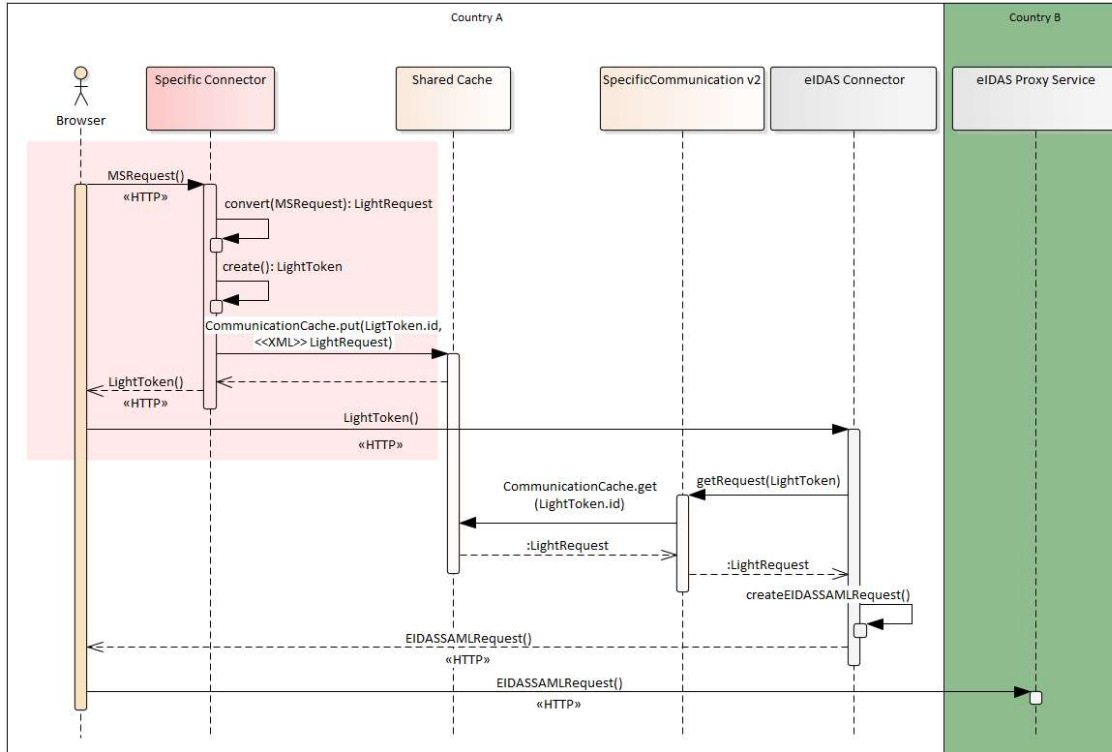 Country A
Country B
Specific Connector
Shared Cache
SpecificCommunication v2
eIDAS Connector
eIDAS Proxy Service
Browser
MSRequest()
«HTTP»
convert(MSRequest): LightRequest
create(): LightToken
CommunicationCache.put(LigtToken.id,
<<XML>> LightRequest)
LightToken()
«HTTP»
LightToken()
«HTTP»
getRequest(LightToken)
CommunicationCache.get
(LightToken.id)
:LightRequest
:LightRequest
createEIDASSAMLRequest()
EIDASSAMLRequest()
«HTTP»
EIDASSAMLRequest()
«HTTP»